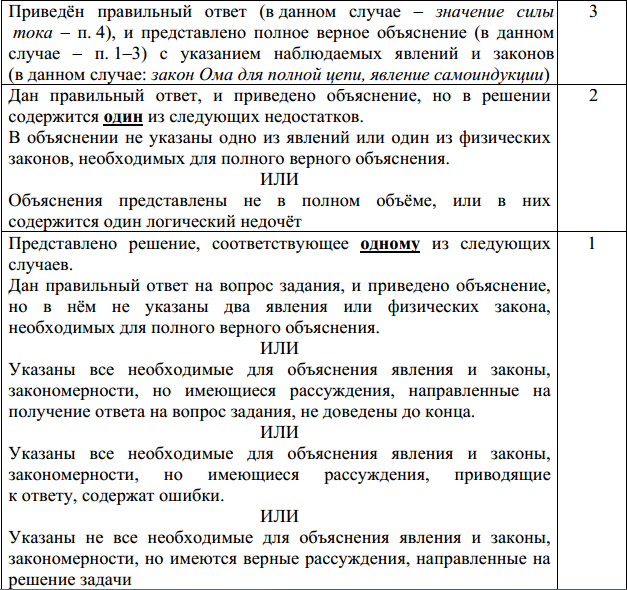 Приведён правильный ответ (в данном случае – значение силы
тока – п. 4), и представлено полное верное объяснение (в данном
случае – п. 1–3) с указанием наблюдаемых явлений и законов
(в данном случае: закон Ома для полной цепи, явление самоиндукции)
3
Дан правильный ответ, и приведено объяснение, но в решении
содержится один из следующих недостатков.
В объяснении не указаны одно из явлений или один из физических
законов, необходимых для полного верного объяснения.
ИЛИ
Объяснения представлены не в полном объёме, или в них
содержится один логический недочёт
2
Представлено решение, соответствующее одному из следующих
случаев.
Дан правильный ответ на вопрос задания, и приведено объяснение,
но в нём не указаны два явления или физических закона,
необходимых для полного верного объяснения.
ИЛИ
Указаны все необходимые для объяснения явления и законы,
закономерности, но имеющиеся рассуждения, направленные на
получение ответа на вопрос задания, не доведены до конца.
ИЛИ
Указаны все необходимые для объяснения явления и законы,
закономерности, но имеющиеся рассуждения, приводящие
к ответу, содержат ошибки.
ИЛИ
Указаны не все необходимые для объяснения явления и законы,
закономерности, но имеются верные рассуждения, направленные на
решение задачи
1